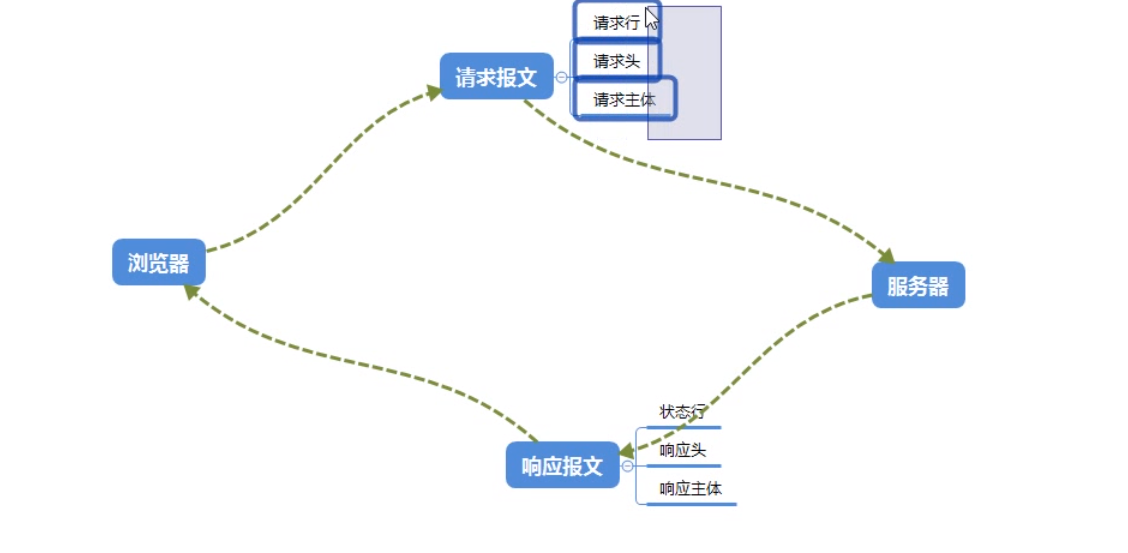 请求行
请求头
请求主体
请求报文
浏览器
服务器
状态行
响应头
响应主体
响应报文